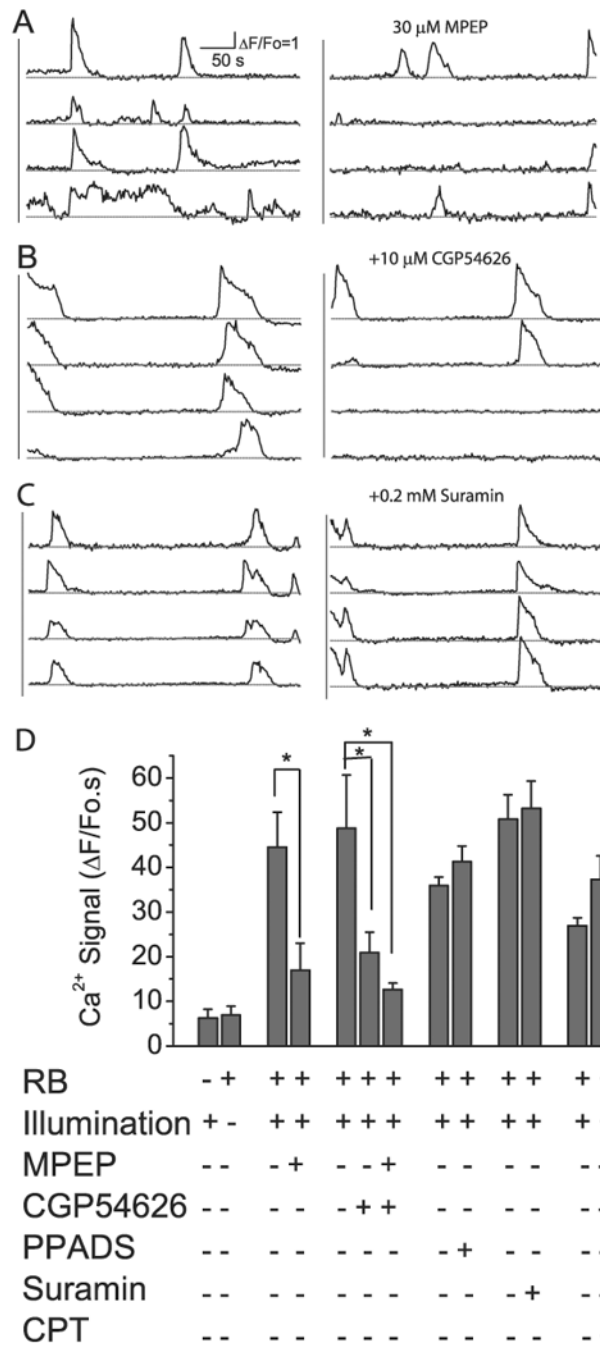 A
ΔF/Fo=1
50 s
30 μM MPEP
B
+10 μM CGP54626
C
+0.2 mM Suramin
D
Ca2+ Signal (ΔF/Fo.s)
60
50
40
30
20
10
0
*
*
*
RB - + + + + + + + + + + +
Illumination + - + + + + + + + + + +
MPEP - - - + - - + - - - - -
CGP54626 - - - - - + + - - - - -
PPADS - - - - - - - - + - - -
Suramin - - - - - - - - - - + -
CPT - - - - - - - - - - - -